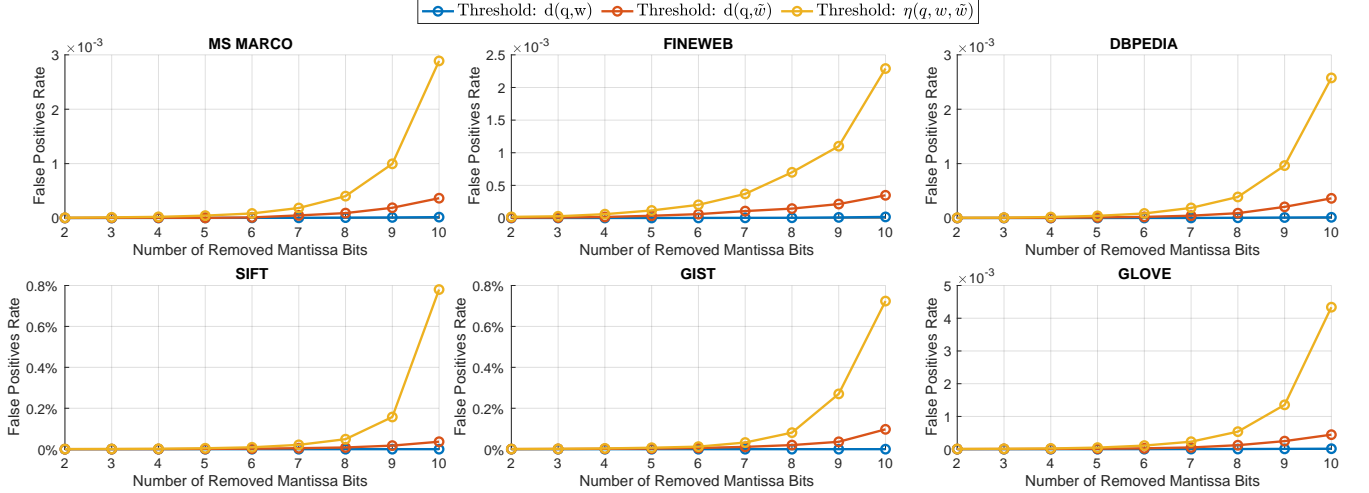 Threshold: d(q,w) Threshold: d(q,w̃) Threshold: η(q, w, w̃)
MS MARCO FINEWEB DBPEDIA
×10⁻³ ×10⁻³ ×10⁻³
False Positives Rate 3 2 1 0
False Positives Rate 2.5 2 1.5 1 0.5 0
False Positives Rate 3 2 1 0
2 3 4 5 6 7 8 9 10 2 3 4 5 6 7 8 9 10 2 3 4 5 6 7 8 9 10
Number of Removed Mantissa Bits Number of Removed Mantissa Bits Number of Removed Mantissa Bits
SIFT GIST GLOVE
×10⁻³
False Positives Rate 0.8% 0.6% 0.4% 0.2% 0%
False Positives Rate 0.8% 0.6% 0.4% 0.2% 0%
False Positives Rate 5 4 3 2 1 0
2 3 4 5 6 7 8 9 10 2 3 4 5 6 7 8 9 10 2 3 4 5 6 7 8 9 10
Number of Removed Mantissa Bits Number of Removed Mantissa Bits Number of Removed Mantissa Bits